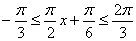 -π/3 ≤ π/2 x + π/6 ≤ 2π/3